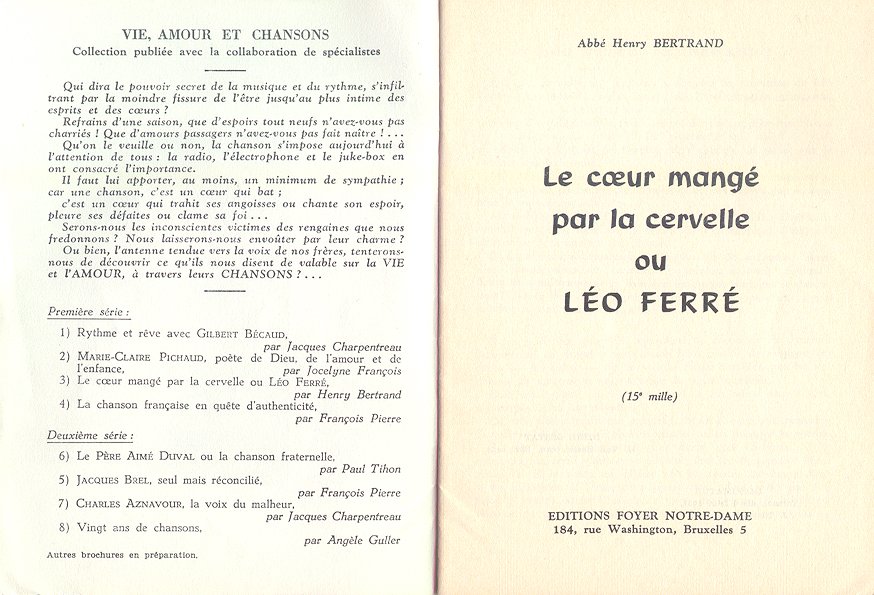 VIE, AMOUR ET CHANSONS
Collection publiée avec la collaboration de spécialistes
Qui dira le pouvoir secret de la musique et du rythme, s'infil-
trant par la moindre fissure de l'être jusqu'au plus intime des
esprits et des cœurs ?
Refrains d'une saison, que d'espoirs tout neufs n'avez-vous pas
charriés ! Que d'amours passagers n'avez-vous pas fait naître ! ...
Qu'on le veuille ou non, la chanson s'impose aujourd'hui à
l'attention de tous : la radio, l'électrophone et le juke-box en
ont consacré l'importance.
Il faut lui apporter, au moins, un minimum de sympathie ;
car une chanson, c'est un cœur qui bat ;
c'est un cœur qui trahit ses angoisses ou chante son espoir,
pleure ses défaites ou clame sa foi ...
Serons-nous les inconscientes victimes des rengaines que nous
fredonnons ? Nous laisserons-nous envoûter par leur charme ?
Ou bien, l'antenne tendue vers la voix de nos frères, tenterons-
nous de découvrir ce qu'ils nous disent de valable sur la VIE
et l'AMOUR, à travers leurs CHANSONS ? ...
Première série :
1) Rythme et rêve avec GILBERT BÉCAUD,
par Jacques Charpentreau
2) MARIE-CLAIRE PICHAUD, poète de Dieu, de l'amour et de
l'enfance, par Jocelyne François
3) Le cœur mangé par la cervelle ou LÉO FERRÉ,
par Henry Bertrand
4) La chanson française en quête d'authenticité,
par François Pierre
Deuxième série :
6) Le PÈRE AIMÉ DUVAL ou la chanson fraternelle,
par Paul Tihon
5) JACQUES BREL, seul mais réconcilié,
par François Pierre
7) CHARLES AZNAVOUR, la voix du malheur,
par Jacques Charpentreau
8) Vingt ans de chansons,
par Angèle Guller
Autres brochures en préparation.
Abbé Henry BERTRAND
Le cœur mangé
par la cervelle
ou
LÉO FERRÉ
(15e mille)
EDITIONS FOYER NOTRE-DAME
184, rue Washington, Bruxelles 5